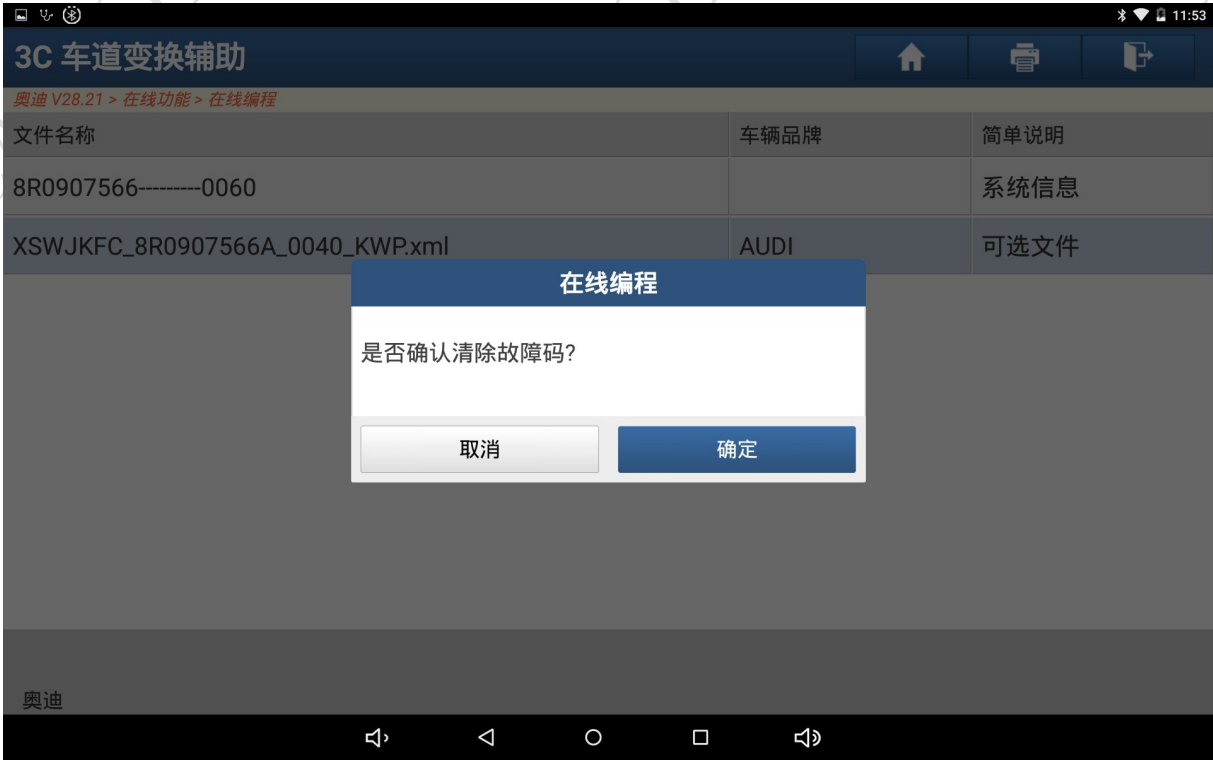 11:53
3C 车道变换辅助
奥迪 V28.21 > 在线功能 > 在线编程
文件名称 车辆品牌 简单说明
8R0907566---------0060 系统信息
XSWJKFC_8R0907566A_0040_KWP.xml AUDI 可选文件
在线编程
是否确认清除故障码?
取消 确定
奥迪